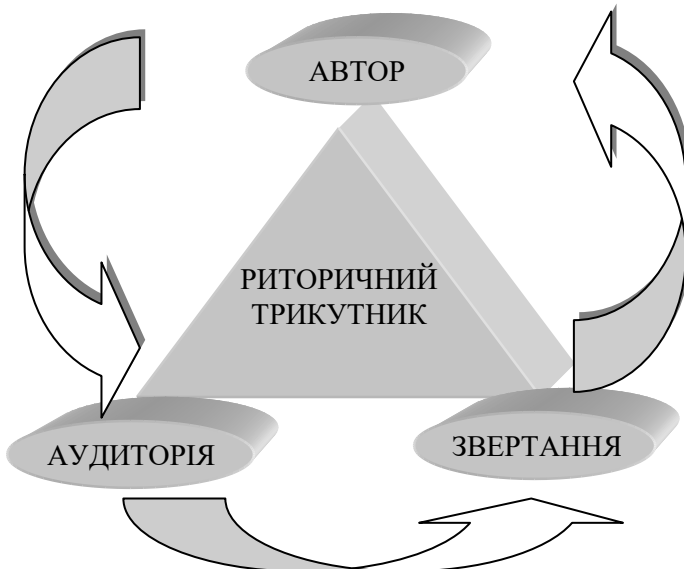 АВТОР
РИТОРИЧНИЙ
ТРИКУТНИК
АУДИТОРІЯ
ЗВЕРТАННЯ